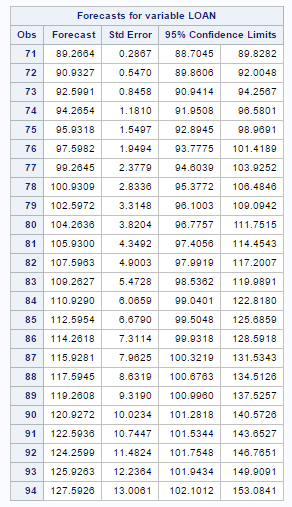 Forecasts for variable LOAN
Obs Forecast Std Error 95% Confidence Limits
71 89.2664 0.2867 88.7045 89.8282
72 90.9327 0.5470 89.8606 92.0048
73 92.5991 0.8458 90.9414 94.2567
74 94.2654 1.1810 91.9508 96.5801
75 95.9318 1.5497 92.8945 98.9691
76 97.5982 1.9494 93.7775 101.4189
77 99.2645 2.3779 94.6039 103.9252
78 100.9309 2.8336 95.3772 106.4846
79 102.5972 3.3148 96.1003 109.0942
80 104.2636 3.8204 96.7757 111.7515
81 105.9300 4.3492 97.4056 114.4543
82 107.5963 4.9003 97.9919 117.2007
83 109.2627 5.4728 98.5362 119.9891
84 110.9290 6.0659 99.0401 122.8180
85 112.5954 6.6790 99.5048 125.6859
86 114.2618 7.3114 99.9318 128.5918
87 115.9281 7.9625 100.3219 131.5343
88 117.5945 8.6319 100.6763 134.5126
89 119.2608 9.3190 100.9960 137.5257
90 120.9272 10.0234 101.2818 140.5726
91 122.5936 10.7447 101.5344 143.6527
92 124.2599 11.4824 101.7548 146.7651
93 125.9263 12.2364 101.9434 149.9091
94 127.5926 13.0061 102.1012 153.0841